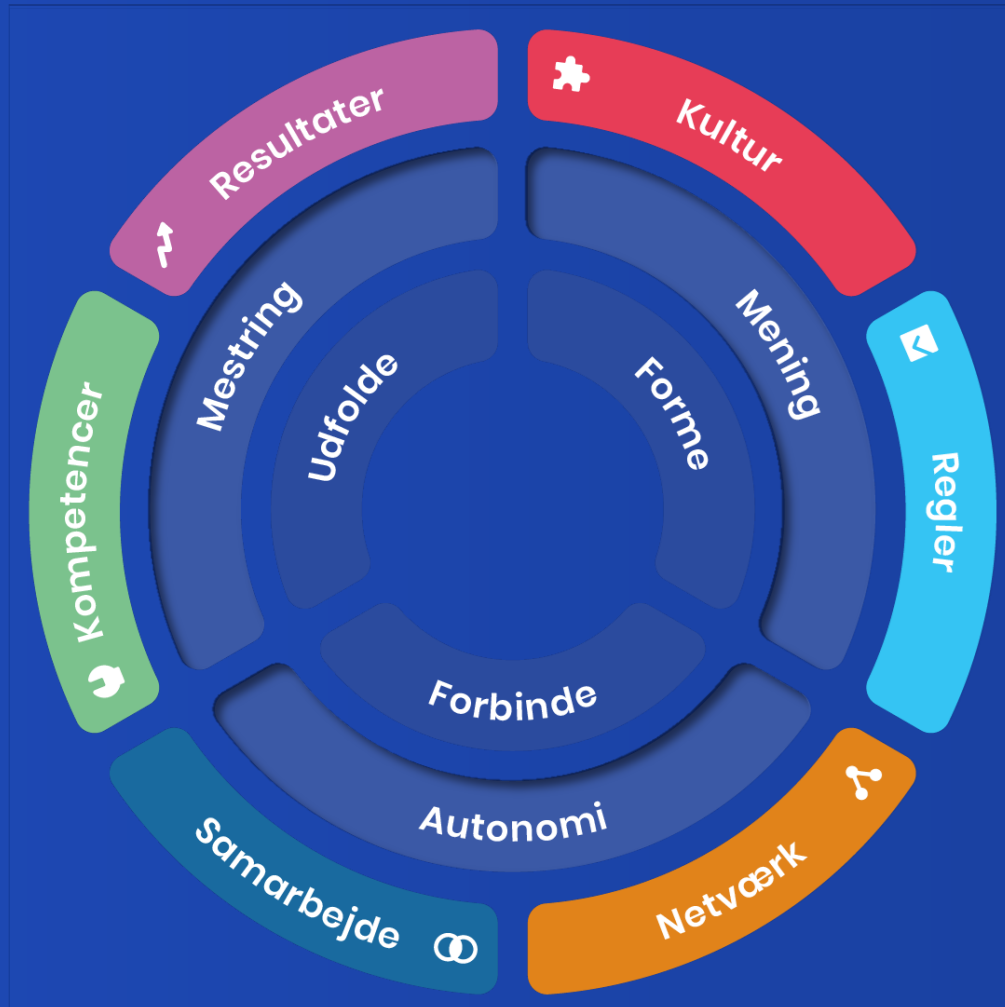 Resultater
Kultur
Mestring
Mening
Udfolde
Forme
Kompetencer
Regler
Forbinde
Autonomi
Samarbejde
Netværk